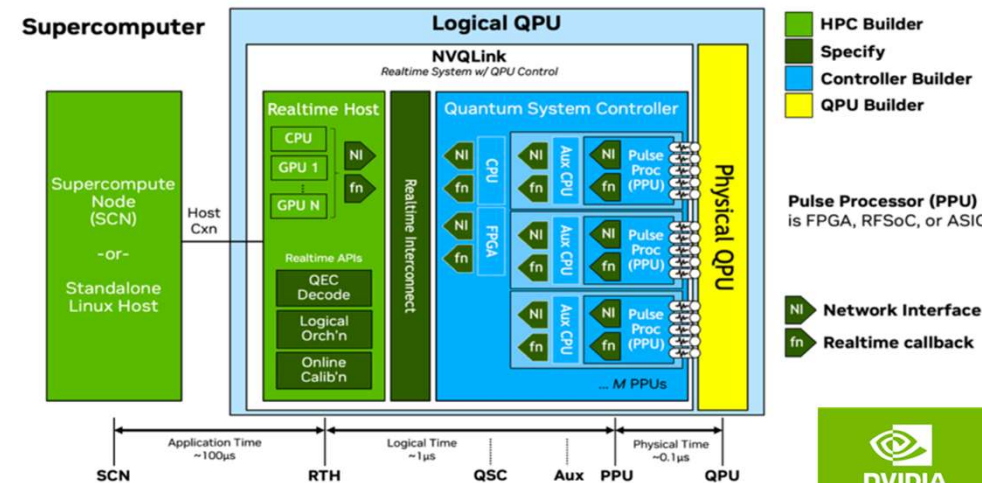 Supercomputer
Logical QPU
NVQLink
Realtime System w/ QPU Control
HPC Builder
Specify
Controller Builder
QPU Builder
Supercompute
Node
(SCN)
-or-
Standalone
Linux Host
Host
Cxn
Realtime Host
CPU
GPU 1
GPU N
NI
fn
Realtime APIs
QEC
Decode
Logical
Orch'n
Online
Calib'n
Realtime Interconnect
Quantum System Controller
NI
fn
CPU
NI
fn
FPGA
NI
fn
Aux CPU
NI
fn
Pulse
Proc
(PPU)
NI
fn
Aux CPU
NI
fn
Pulse
Proc
(PPU)
NI
fn
Aux CPU
NI
fn
Pulse
Proc
(PPU)
... M PPUs
Physical QPU
Pulse Processor (PPU)
is FPGA, RFSoC, or ASIC
NI Network Interface
fn Realtime callback
Application Time
~100µs
Logical Time
~1µs
Physical Time
~0.1µs
SCN
RTH
QSC
Aux
PPU
QPU
NVIDIA